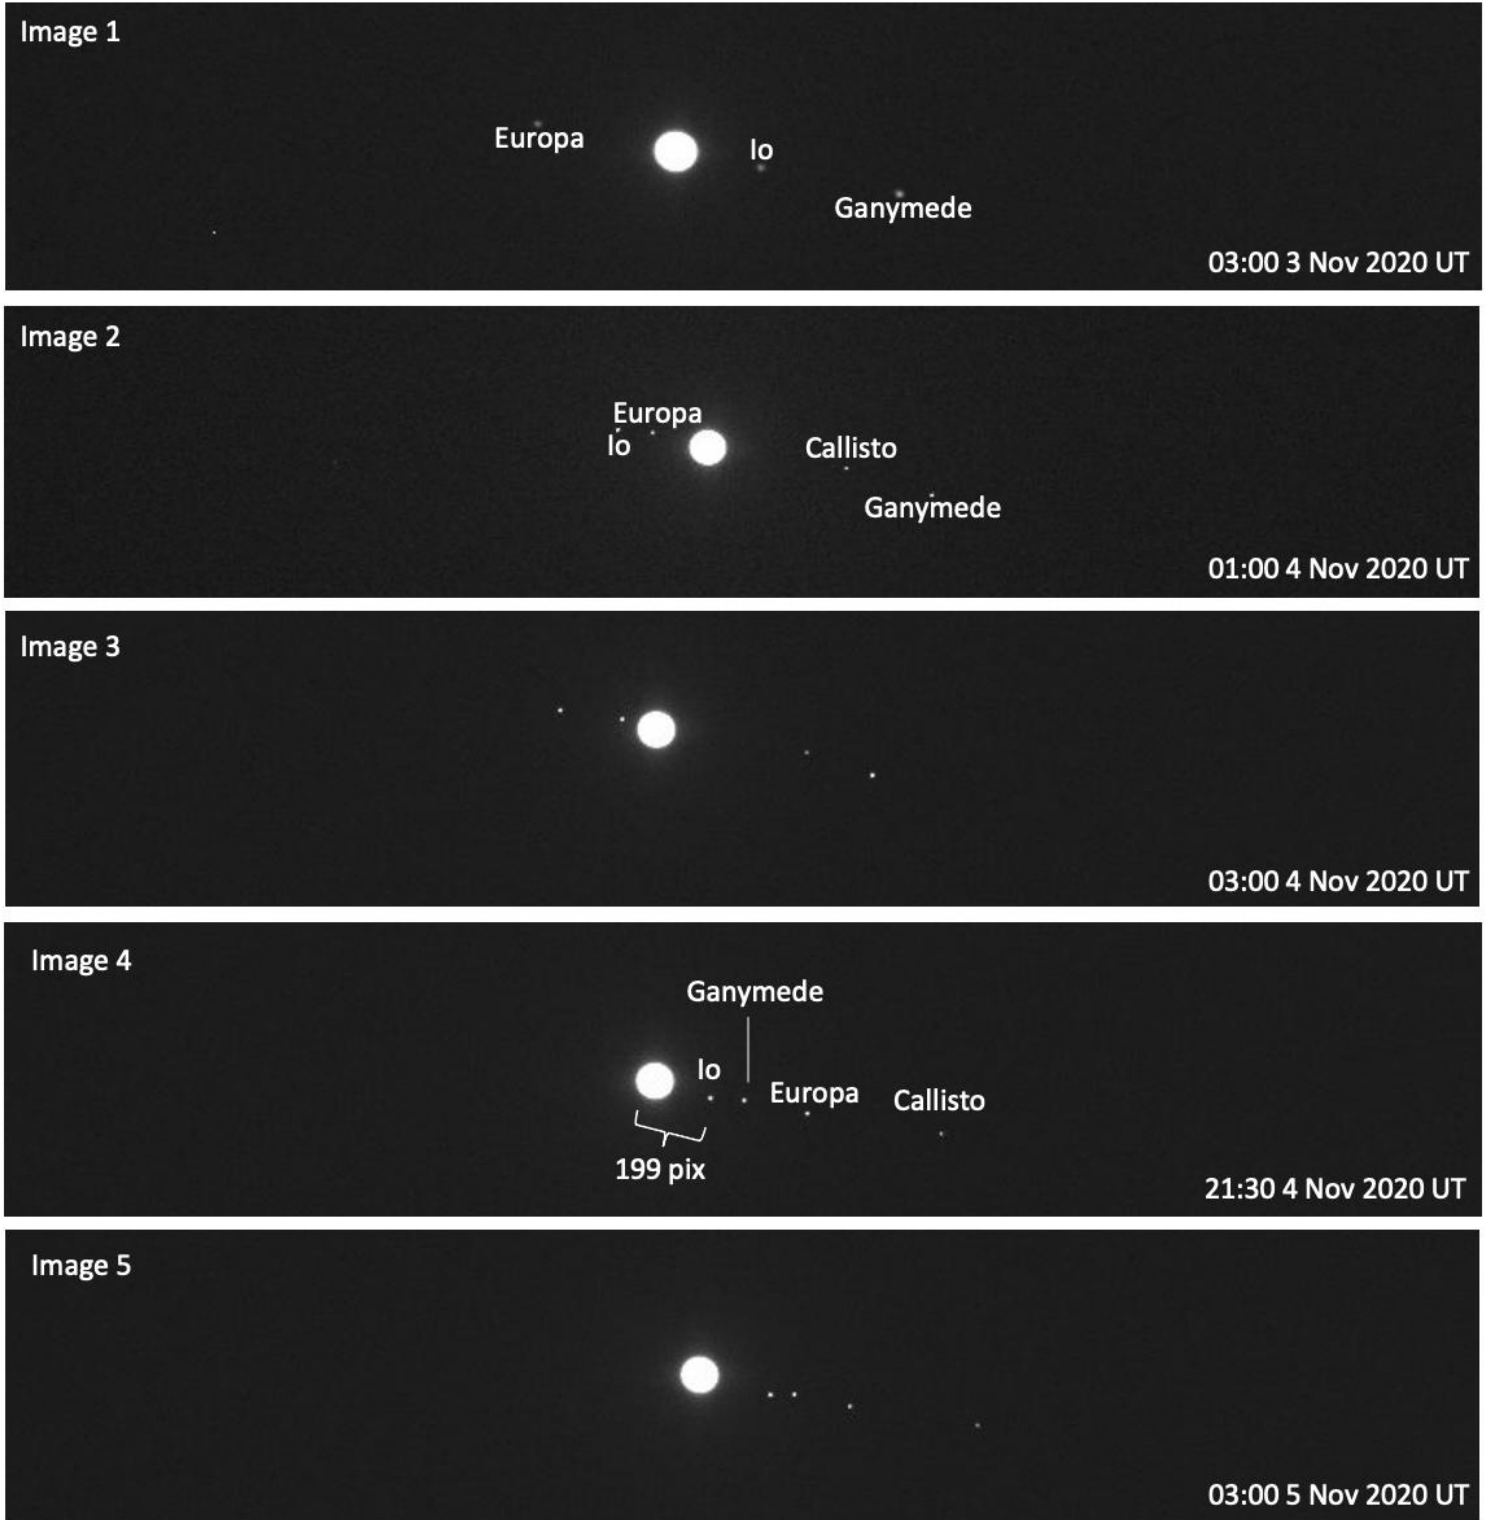 Image 1
Europa
Io
Ganymede
03:00 3 Nov 2020 UT
Image 2
Europa
Io
Callisto
Ganymede
01:00 4 Nov 2020 UT
Image 3
03:00 4 Nov 2020 UT
Image 4
Ganymede
Io
Europa
Callisto
199 pix
21:30 4 Nov 2020 UT
Image 5
03:00 5 Nov 2020 UT